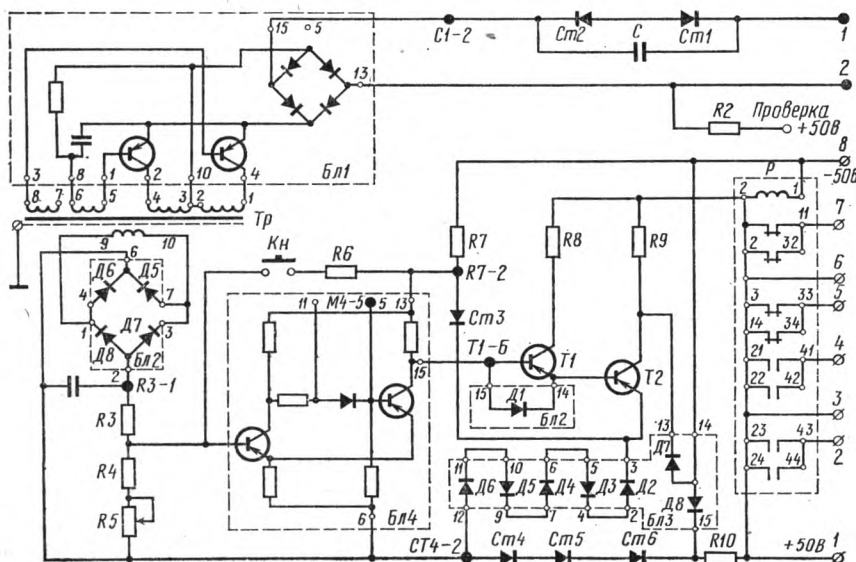 15 5
С1-2
Ст2 С Ст1
1
13
2
R2 Проверка
+50В
Бл1
3 8 1 2 10 4
8 7 6 5 4 3 2 1
Тр
9 10
6
Д6 Д5
4 7
1 3
Д7
Д8
Бл2
2
R3-1
R3
R4
R5
Кн
R6
R7
R7-2
Ст3
11 М4-5 5 13
15
6
Бл4
R8
R9
Т1-Б
Т1
Т2
15 14
Д1
Бл2
8
-50В
Р
2 1
11
2 32
7
6
3 33
5
14 34
21 41
4
22 42
3
23 43
2
24 44
13 14
Д7
Д8
Бл3
15
11 10 6 5 3
Д6 Д5 Д4 Д3 Д2
12 9 7 4 2
СТ4-2
Ст4 Ст5 Ст6
R10
+50В
1